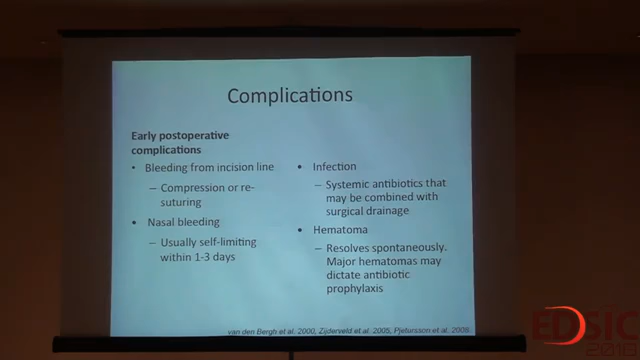 Complications
Early postoperative
complications
• Bleeding from incision line
– Compression or re-
suturing
• Nasal bleeding
– Usually self-limiting
within 1-3 days
• Infection
– Systemic antibiotics that
may be combined with
surgical drainage
• Hematoma
– Resolves spontaneously.
Major hematomas may
dictate antibiotic
prophylaxis
van den Bergh et al. 2000, Zijderveld et al. 2005, Pjetursson et al. 2008
EDSIC